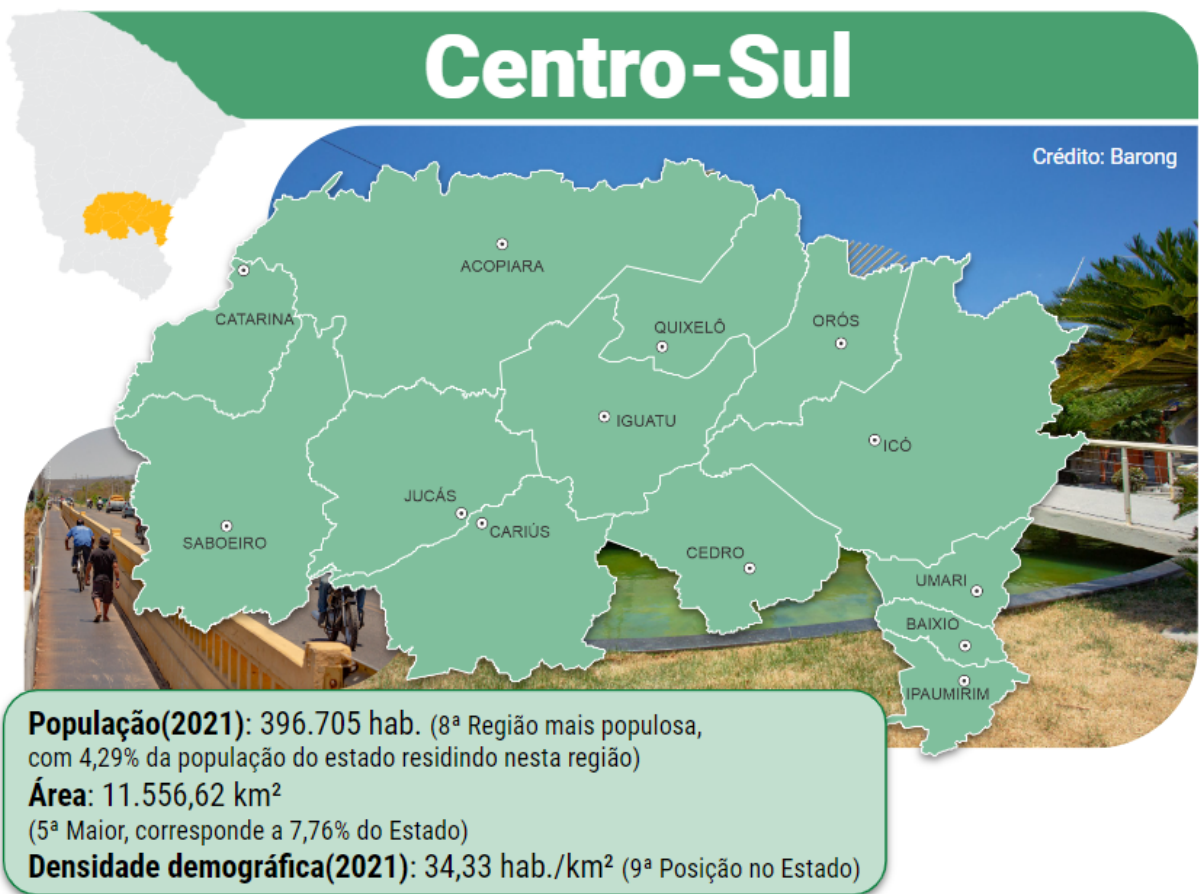 Centro-Sul
Crédito: Barong
ACOPIARA
CATARINA
QUIXELÔ
ORÓS
IGUATU
ICÓ
JUCÁS
CARIÚS
SABOEIRO
CEDRO
UMARI
BAIXIO
IPAUMIRIM
População(2021): 396.705 hab. (8ª Região mais populosa,
com 4,29% da população do estado residindo nesta região)
Área: 11.556,62 km²
(5ª Maior, corresponde a 7,76% do Estado)
Densidade demográfica(2021): 34,33 hab./km² (9ª Posição no Estado)